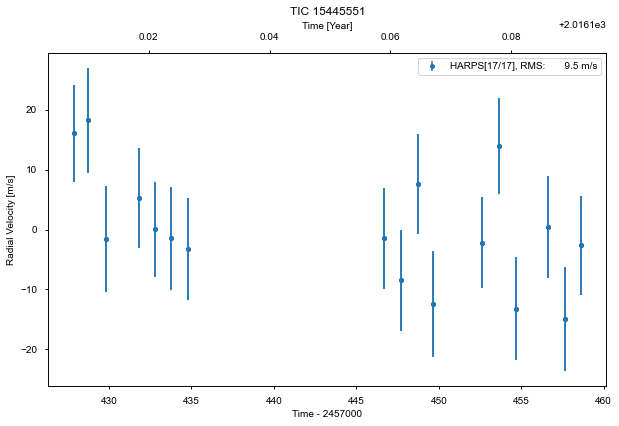 TIC 15445551
Time [Year]
+2.0161e3
0.02 0.04 0.06 0.08
HARPS[17/17], RMS: 9.5 m/s
Radial Velocity [m/s]
20
10
0
−10
−20
430 435 440 445 450 455 460
Time - 2457000